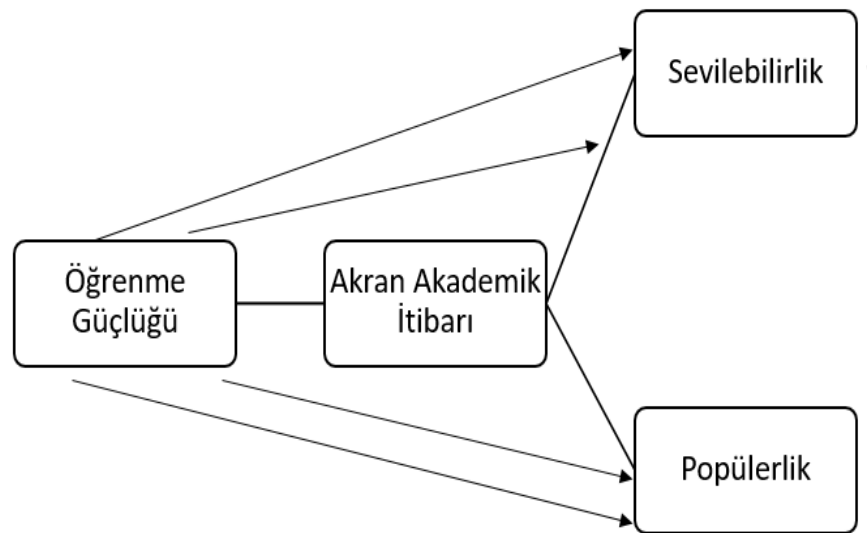 Sevilebilirlik
Öğrenme
Güçlüğü
Akran Akademik
İtibarı
Popülerlik